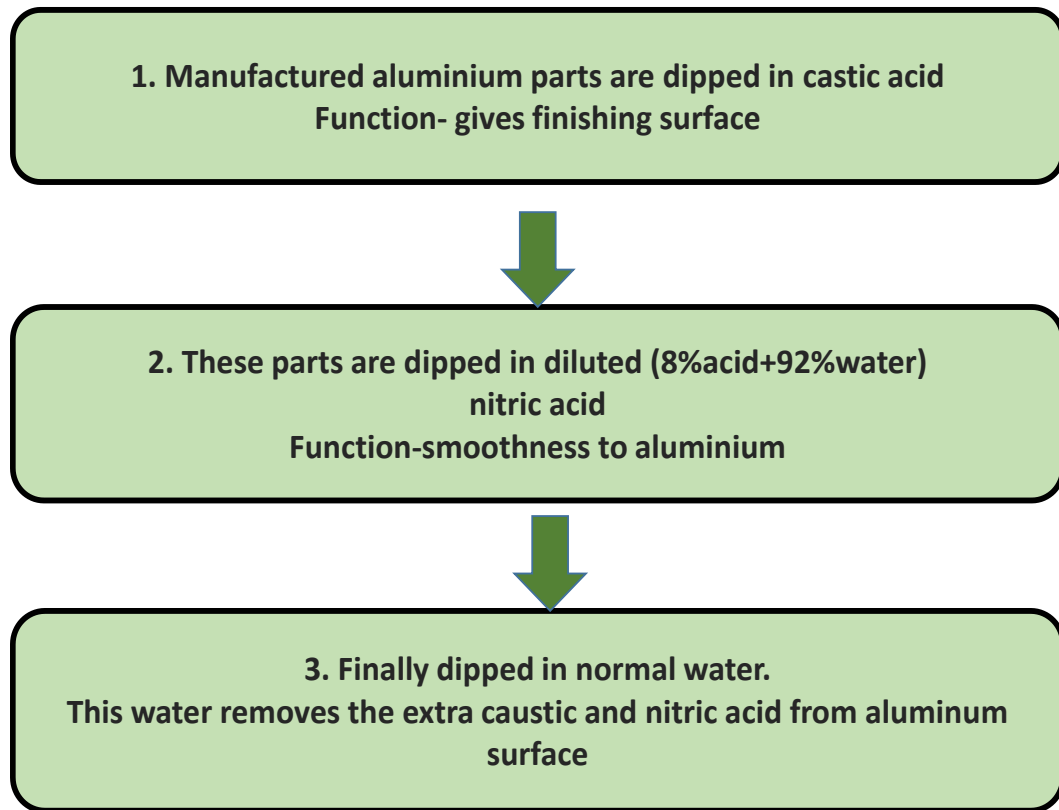 1. Manufactured aluminium parts are dipped in castic acid
Function- gives finishing surface
2. These parts are dipped in diluted (8%acid+92%water)
nitric acid
Function-smoothness to aluminium
3. Finally dipped in normal water.
This water removes the extra caustic and nitric acid from aluminum
surface